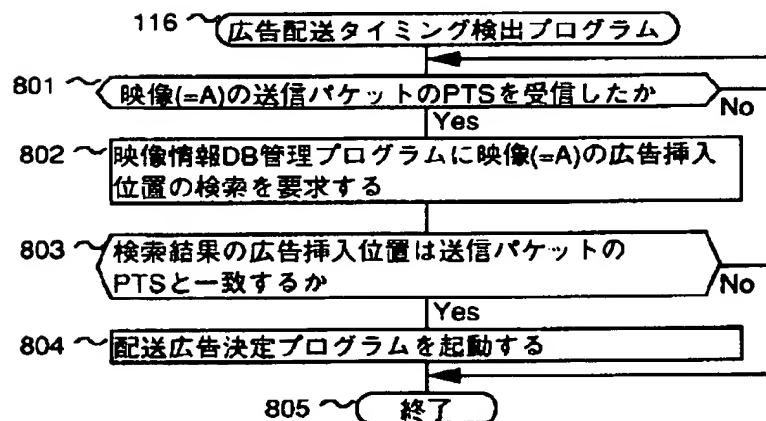 116 広告配送タイミング検出プログラム
801 映像(=A)の送信パケットのPTSを受信したか
No
Yes
802 映像情報DB管理プログラムに映像(=A)の広告挿入
位置の検索を要求する
803 検索結果の広告挿入位置は送信パケットの
PTSと一致するか
No
Yes
804 配送広告決定プログラムを起動する
805 終了